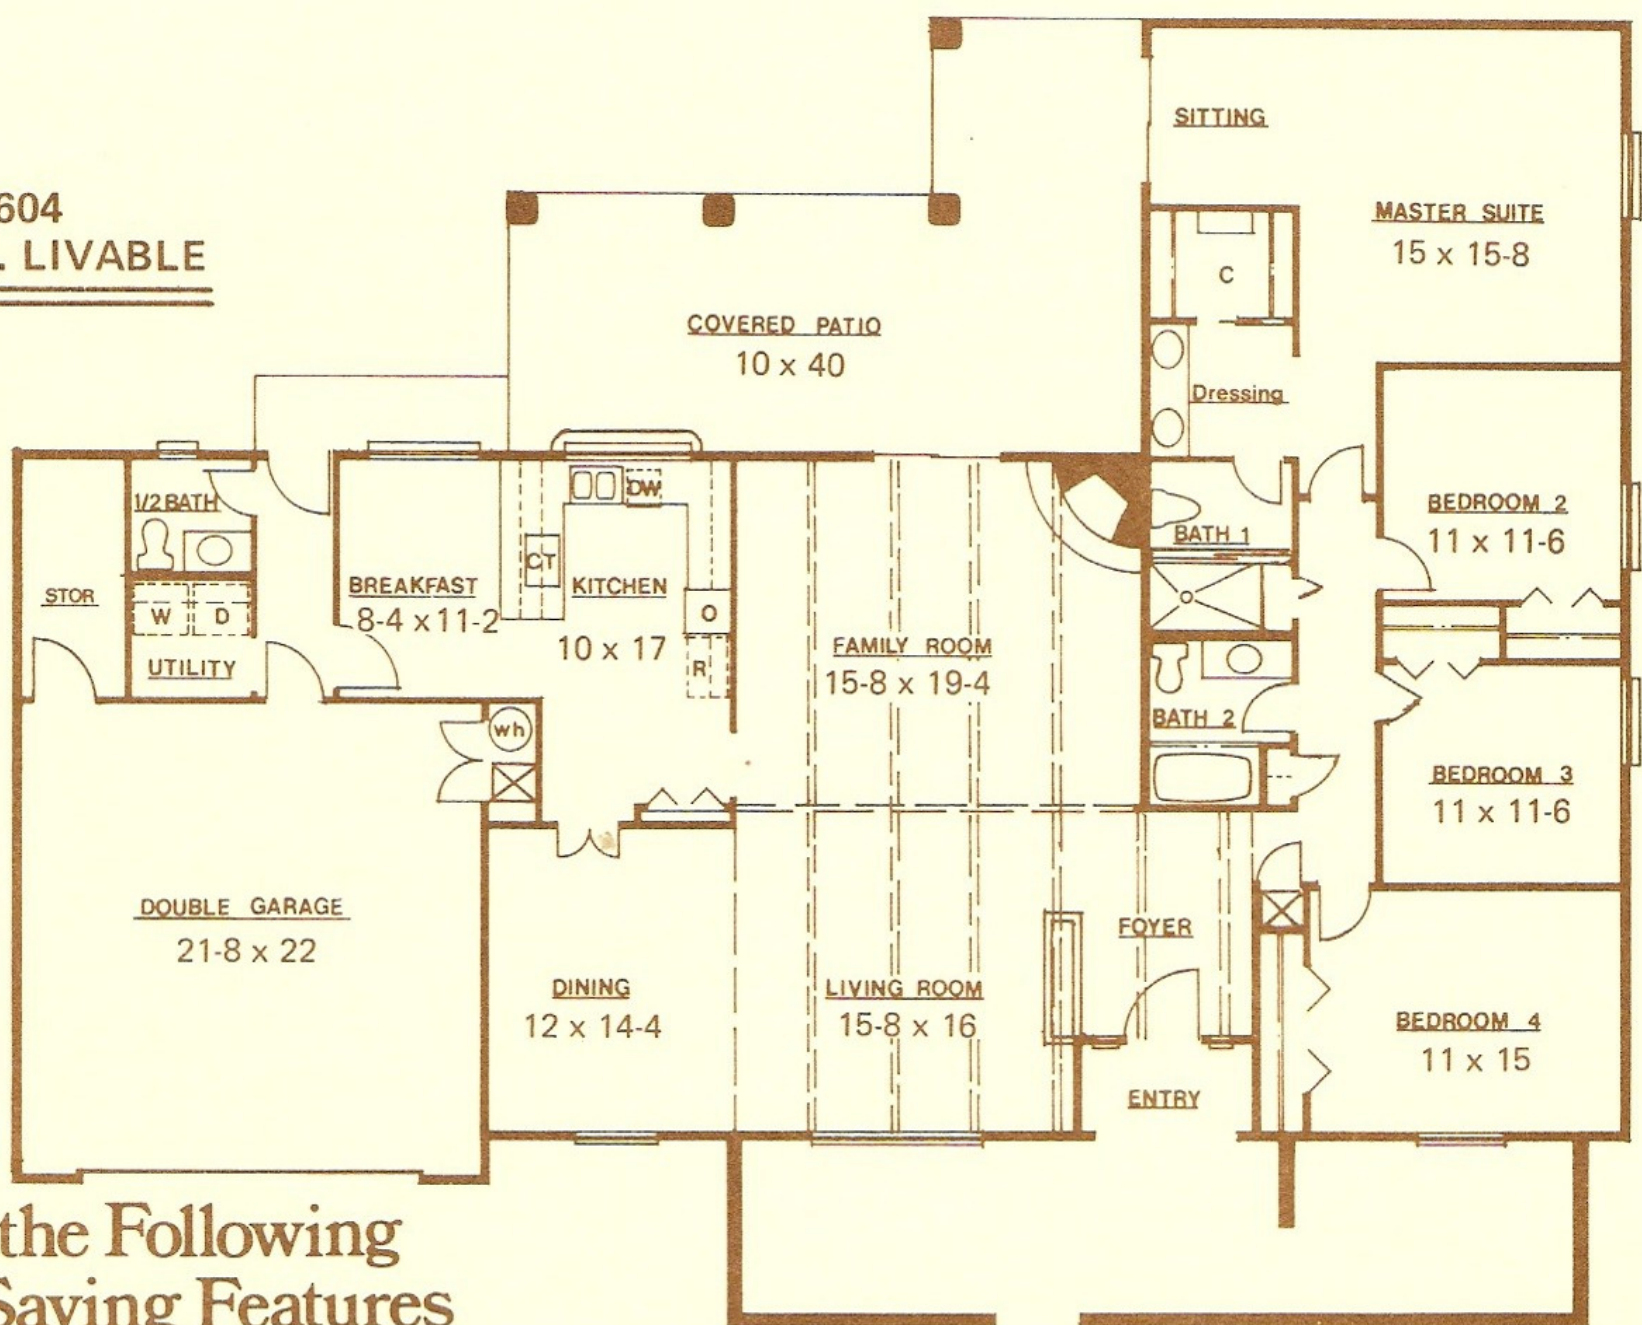 604
. LIVABLE
SITTING
MASTER SUITE
15 x 15-8
C
COVERED PATIO
10 x 40
Dressing
BEDROOM 2
11 x 11-6
1/2 BATH
DW
BATH 1
STOR
W
D
UTILITY
BREAKFAST
8-4 x 11-2
CT
KITCHEN
10 x 17
O
R
FAMILY ROOM
15-8 x 19-4
BATH 2
wh
BEDROOM 3
11 x 11-6
DOUBLE GARAGE
21-8 x 22
DINING
12 x 14-4
LIVING ROOM
15-8 x 16
FOYER
ENTRY
BEDROOM 4
11 x 15
the Following
Saving Features